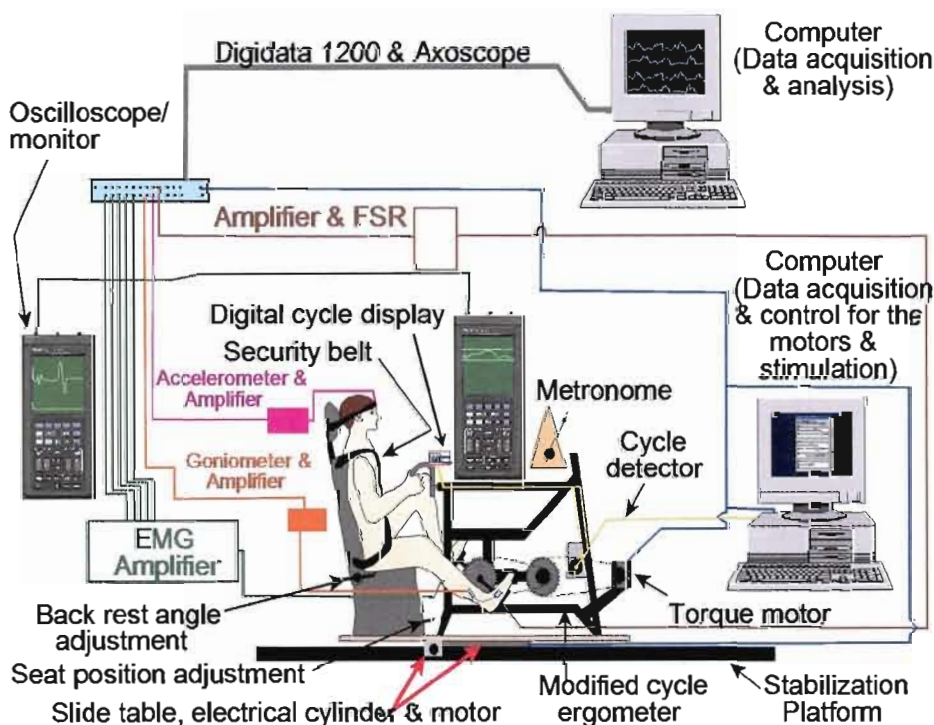 Computer
(Data acquisition
& analysis)
Digidata 1200 & Axoscope
Oscilloscope/
monitor
Amplifier & FSR
Computer
(Data acquisition
& control for the
motors &
stimulation)
Digital cycle display
Security belt
Accelerometer &
Amplifier
Metronome
Cycle
detector
Goniometer &
Amplifier
EMG
Amplifier
Back rest angle
adjustment
Torque motor
Seat position adjustment
Slide table, electrical cylinder & motor
Modified cycle
ergometer
Stabilization
Platform